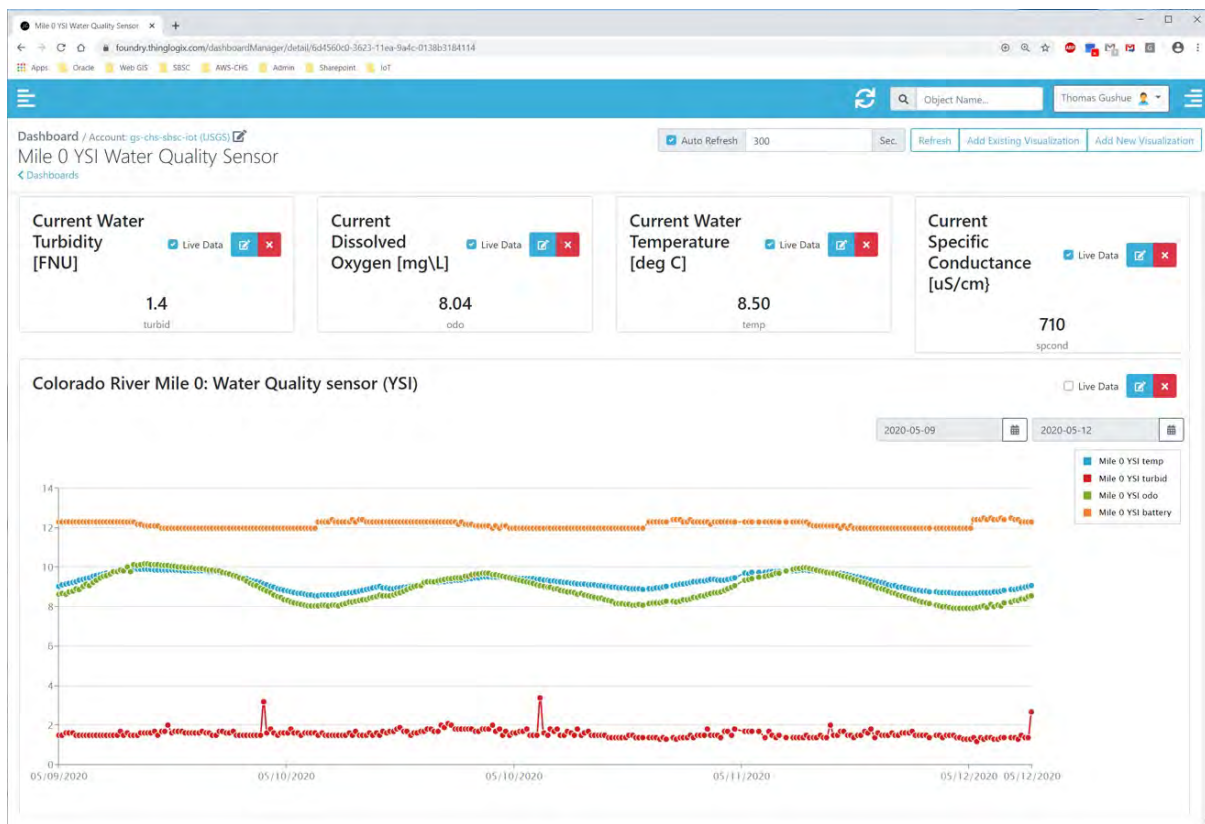 Mile 0 YSI Water Quality Sensor
foundry.thinglogix.com/dashboardManager/detail/6d4560c0-3623-11ea-9a4c-0138b3184114
Apps Oracle Web GIS SBSC AWS-CHS Admin Sharepoint IoT
Object Name...
Thomas Gushue
Dashboard / Account: gs-chs-sbsc-iot (USGS)
Mile 0 YSI Water Quality Sensor
Dashboards
Auto Refresh 300 Sec. Refresh Add Existing Visualization Add New Visualization
Current Water
Turbidity
[FNU]
Live Data
1.4
turbid
Current
Dissolved
Oxygen [mg\L]
Live Data
8.04
odo
Current Water
Temperature
[deg C]
Live Data
8.50
temp
Current
Specific
Conductance
[uS/cm}
Live Data
710
spcond
Colorado River Mile 0: Water Quality sensor (YSI)
Live Data
2020-05-09
2020-05-12
Mile 0 YSI temp
Mile 0 YSI turbid
Mile 0 YSI odo
Mile 0 YSI battery
14
12
10
8
6
4
2
0
05/09/2020 05/10/2020 05/10/2020 05/11/2020 05/12/2020 05/12/2020